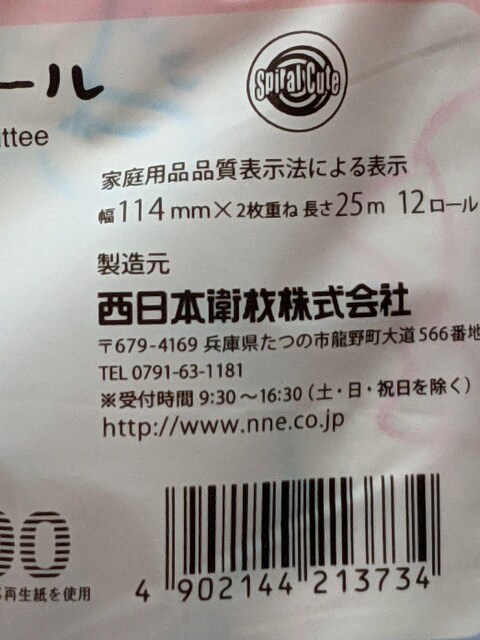 ール
Spiral Cute
ttee
家庭用品品質表示法による表示
幅114mm×2枚重ね 長さ25m 12ロール
製造元
西日本衛材株式会社
〒679-4169 兵庫県たつの市龍野町大道566番地
TEL 0791-63-1181
※受付時間 9:30～16:30（土・日・祝日を除く）
http://www.nne.co.jp
00
再生紙を使用
4 902144 213734